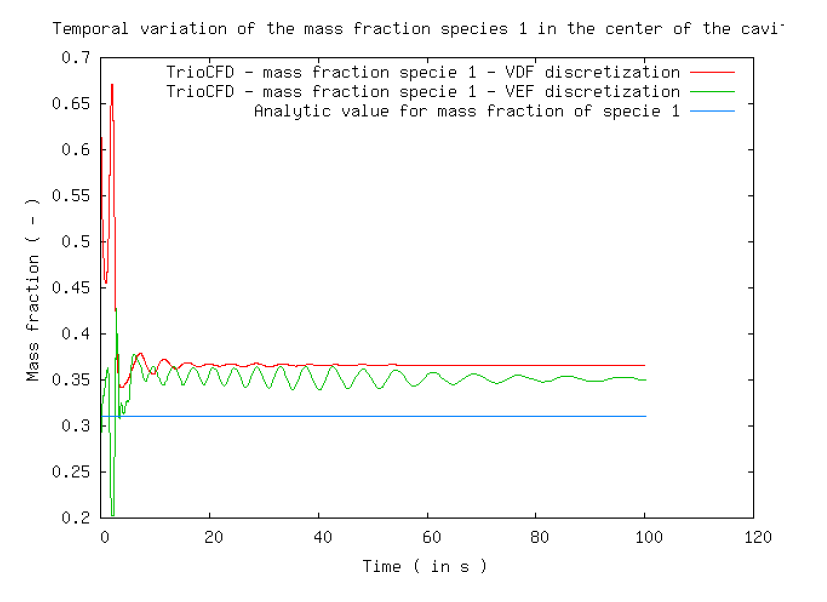 Temporal variation of the mass fraction species 1 in the center of the cavi
TrioCFD - mass fraction specie 1 - VDF discretization
TrioCFD - mass fraction specie 1 - VEF discretization
Analytic value for mass fraction of specie 1
0.7
0.65
0.6
0.55
0.5
0.45
0.4
0.35
0.3
0.25
0.2
Mass fraction ( - )
0 20 40 60 80 100 120
Time ( in s )